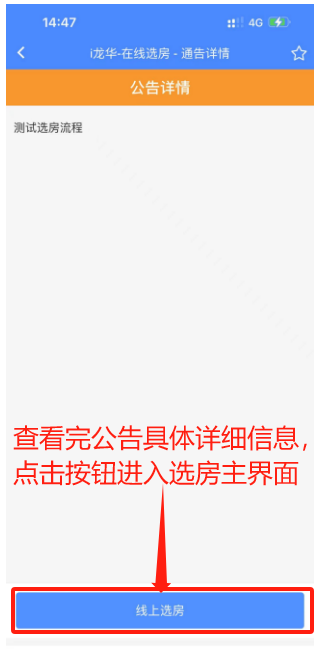 14:47
4G
i龙华-在线选房 - 通告详情
公告详情
测试选房流程
查看完公告具体详细信息，
点击按钮进入选房主界面
线上选房